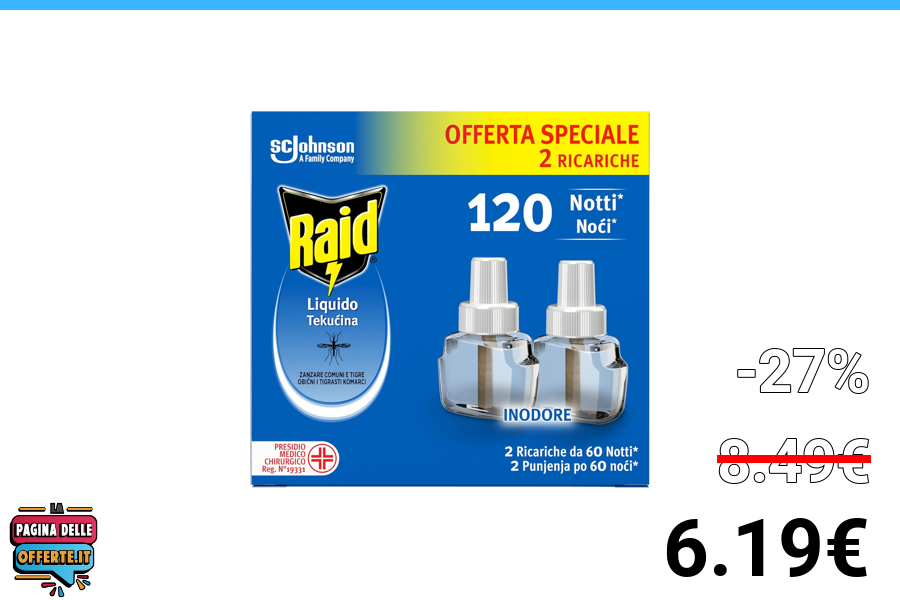 scJohnson
A Family Company
OFFERTA SPECIALE
2 RICARICHE
120 Notti*
Noći*
Raid®
Liquido
Tekućina
ZANZARE COMUNI E TIGRE
OBIČNI I TIGRASTI KOMARCI
INODORE
PRESIDIO
MEDICO
CHIRURGICO
Reg. N°19331
2 Ricariche da 60 Notti*
2 Punjenja po 60 noći*
-27%
8.49€
6.19€
LA
PAGINA DELLE
OFFERTE.IT